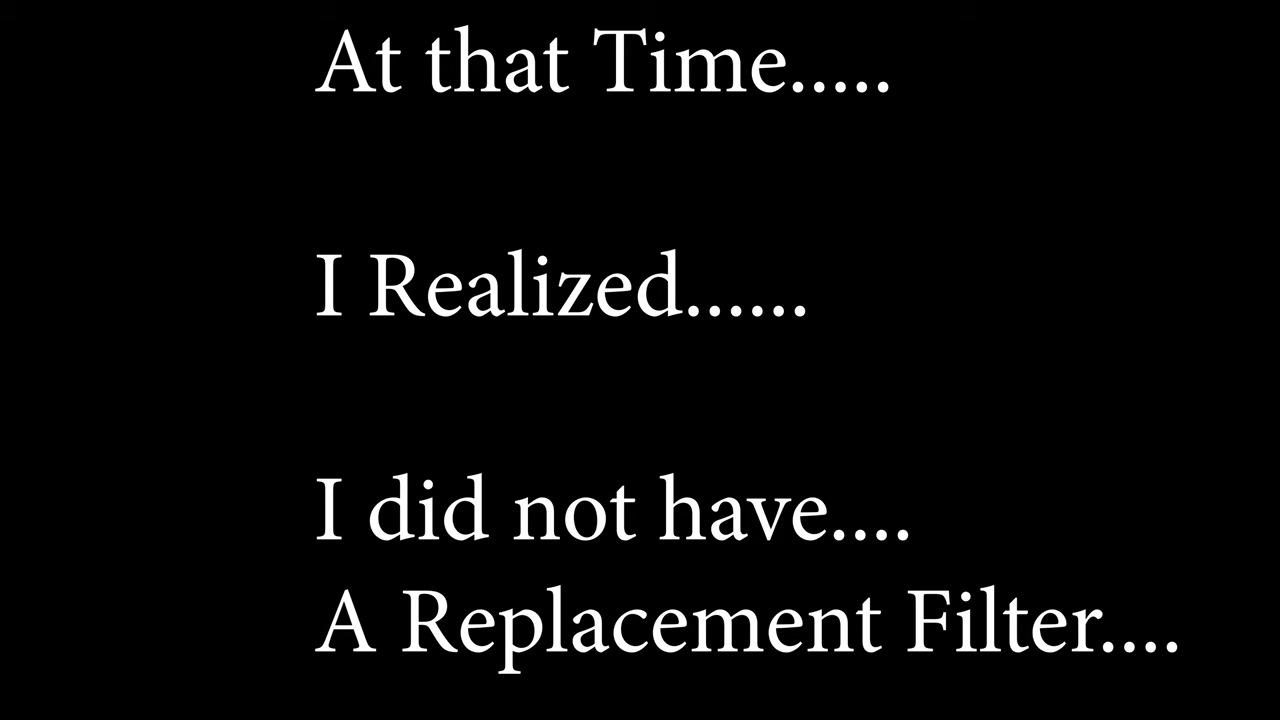 At that Time.....
I Realized......
I did not have....
A Replacement Filter....